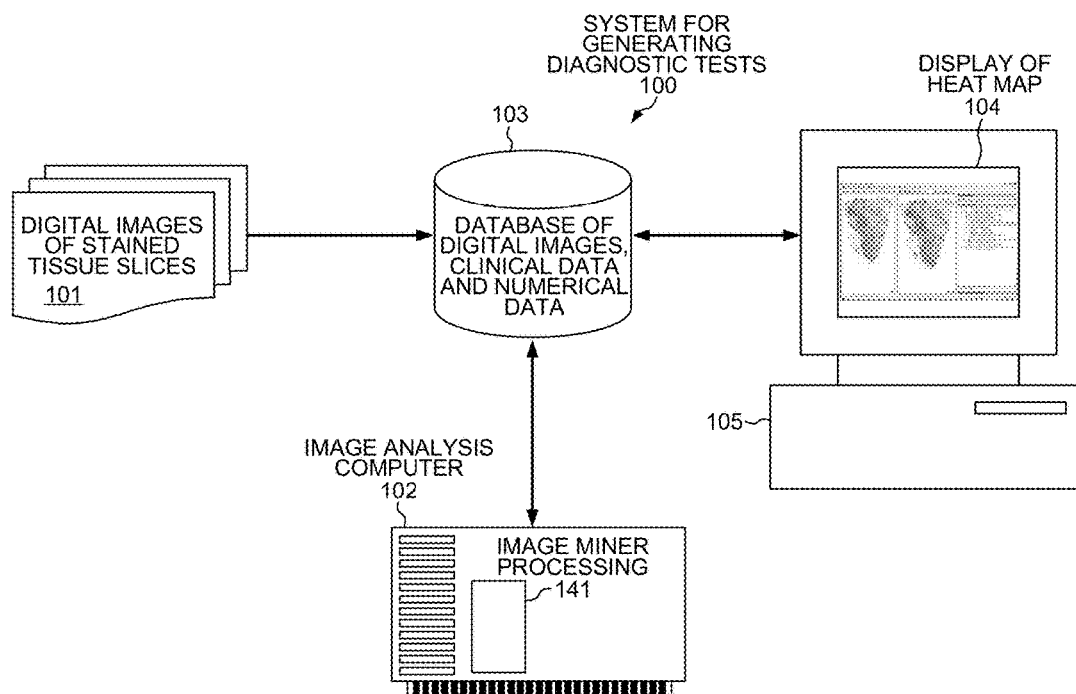 SYSTEM FOR
GENERATING
DIAGNOSTIC TESTS
100
DISPLAY OF
HEAT MAP
104
103
DIGITAL IMAGES
OF STAINED
TISSUE SLICES
101
DATABASE OF
DIGITAL IMAGES,
CLINICAL DATA
AND NUMERICAL
DATA
105
IMAGE ANALYSIS
COMPUTER
102
IMAGE MINER
PROCESSING
141